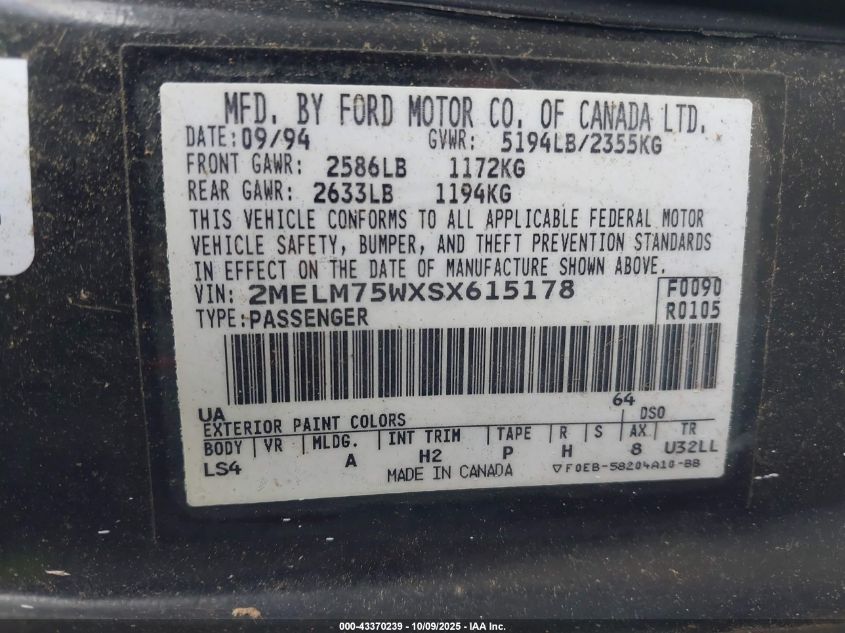 MFD. BY FORD MOTOR CO. OF CANADA LTD.
DATE: 09/94 GVWR: 5194LB/2355KG
FRONT GAWR: 2586LB 1172KG
REAR GAWR: 2633LB 1194KG
THIS VEHICLE CONFORMS TO ALL APPLICABLE FEDERAL MOTOR
VEHICLE SAFETY, BUMPER, AND THEFT PREVENTION STANDARDS
IN EFFECT ON THE DATE OF MANUFACTURE SHOWN ABOVE.
VIN: 2MELM75WXSX615178 F0090
TYPE: PASSENGER R0105
UA 64
EXTERIOR PAINT COLORS DSO
BODY VR MLDG. INT TRIM TAPE R S AX TR
LS4 A H2 P H 8 U32LL
MADE IN CANADA ▽F0EB-58204A10-BB
000-43370239 - 10/09/2025 - IAA Inc.